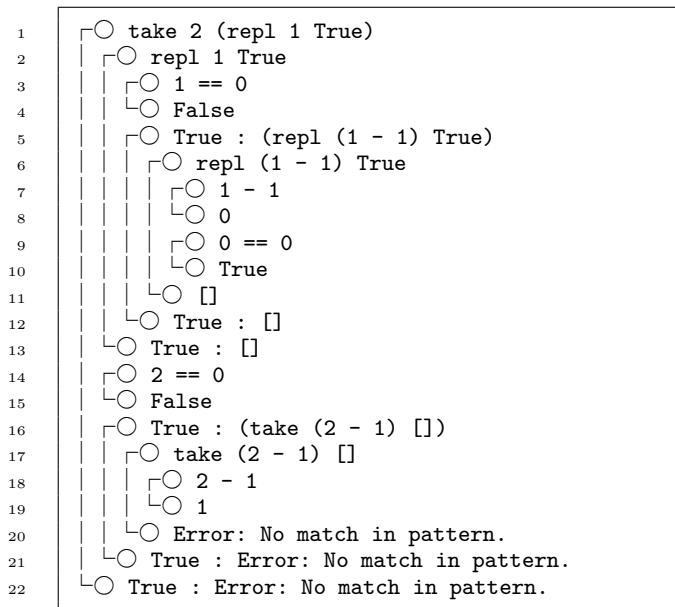 1 take 2 (repl 1 True)
2 repl 1 True
3 1 == 0
4 False
5 True : (repl (1 - 1) True)
6 repl (1 - 1) True
7 1 - 1
8 0
9 0 == 0
10 True
11 []
12 True : []
13 True : []
14 2 == 0
15 False
16 True : (take (2 - 1) [])
17 take (2 - 1) []
18 2 - 1
19 1
20 Error: No match in pattern.
21 True : Error: No match in pattern.
22 True : Error: No match in pattern.